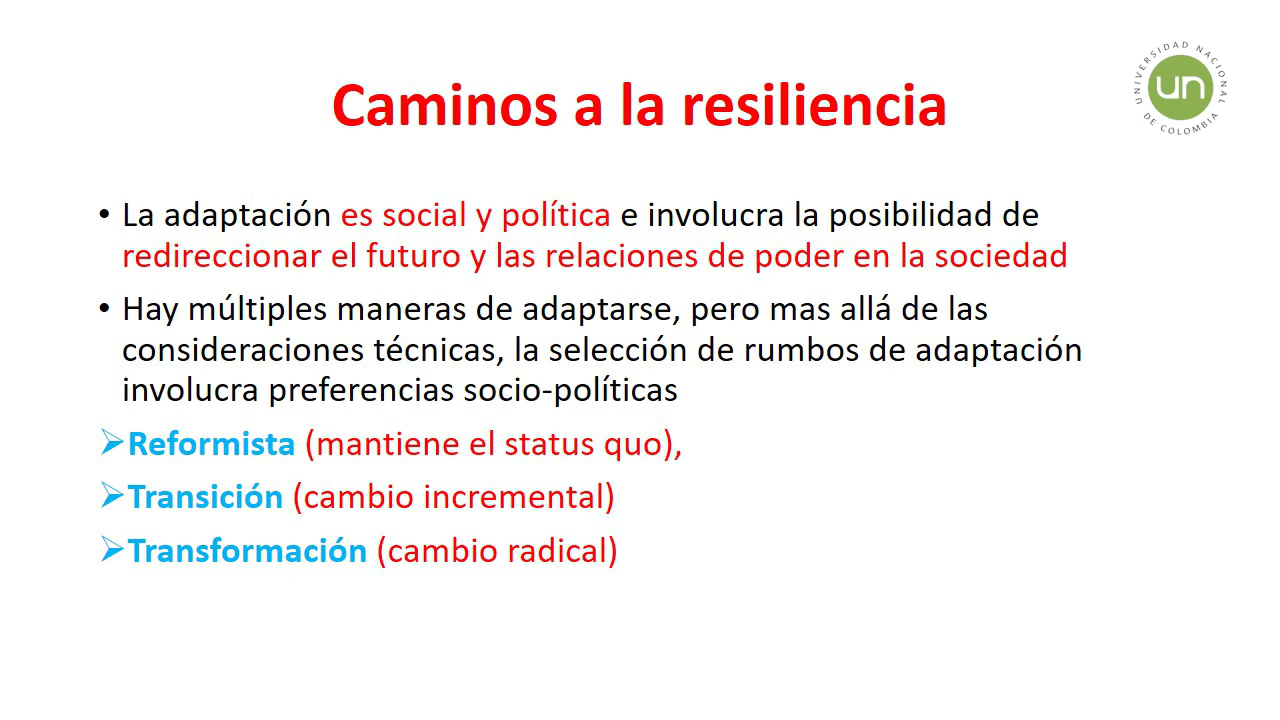 Caminos a la resiliencia
UNIVERSIDAD NACIONAL
DE COLOMBIA
un
• La adaptación es social y política e involucra la posibilidad de
redireccionar el futuro y las relaciones de poder en la sociedad
• Hay múltiples maneras de adaptarse, pero mas allá de las
consideraciones técnicas, la selección de rumbos de adaptación
involucra preferencias socio-políticas
➢Reformista (mantiene el status quo),
➢Transición (cambio incremental)
➢Transformación (cambio radical)